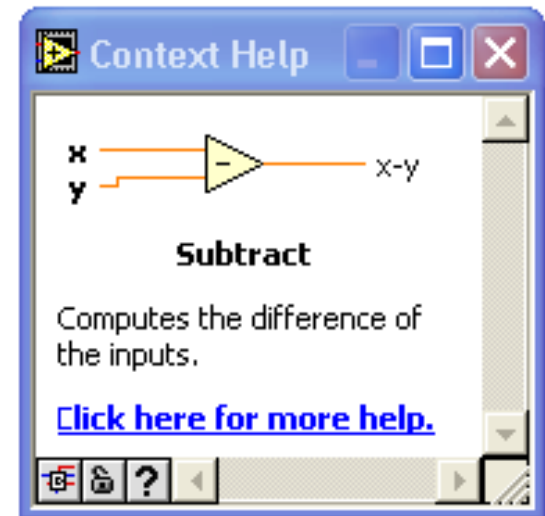 Context Help
x
y
x-y
Subtract
Computes the difference of
the inputs.
Click here for more help.
?